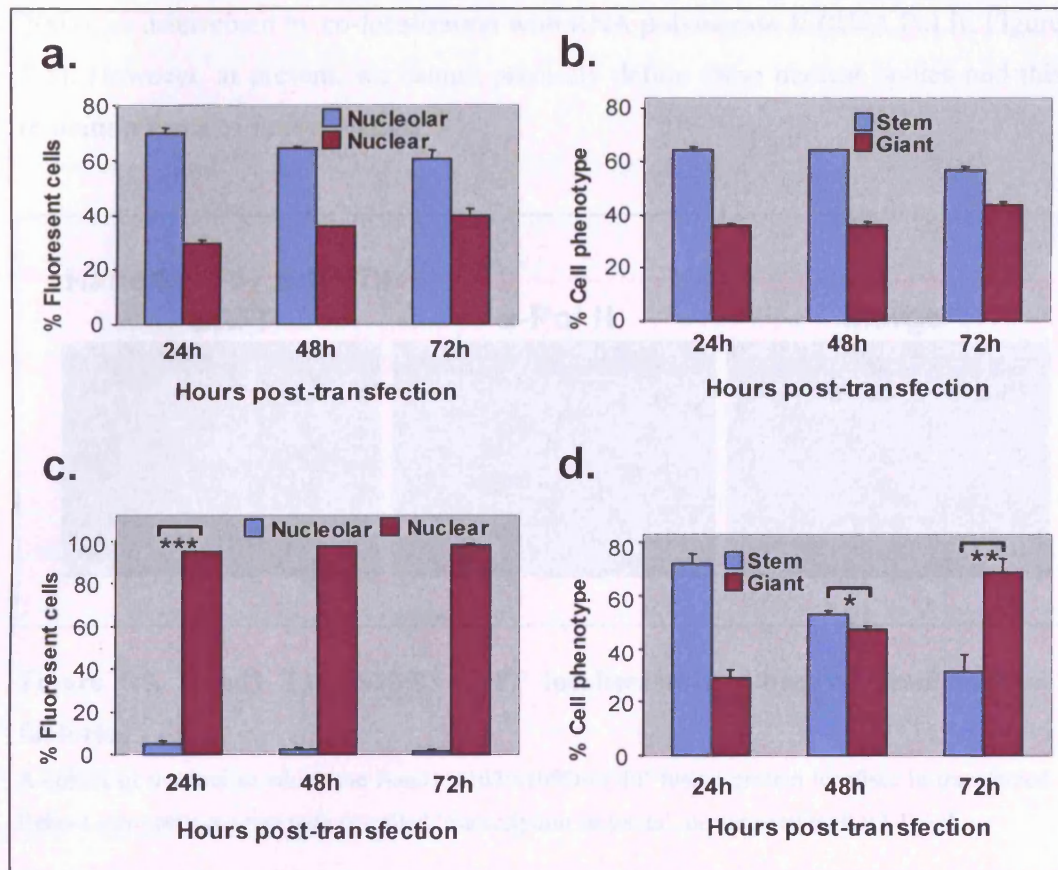 a.
% Fluorescent cells
80
60
40
20
0
Nucleolar
Nuclear
24h 48h 72h
Hours post-transfection
b.
% Cell phenotype
80
60
40
20
0
Stem
Giant
24h 48h 72h
Hours post-transfection
c.
% Fluorescent cells
100
80
60
40
20
0
Nucleolar Nuclear
***
24h 48h 72h
Hours post-transfection
d.
% Cell phenotype
80
60
40
20
0
Stem
Giant
*
**
24h 48h 72h
Hours post-transfection